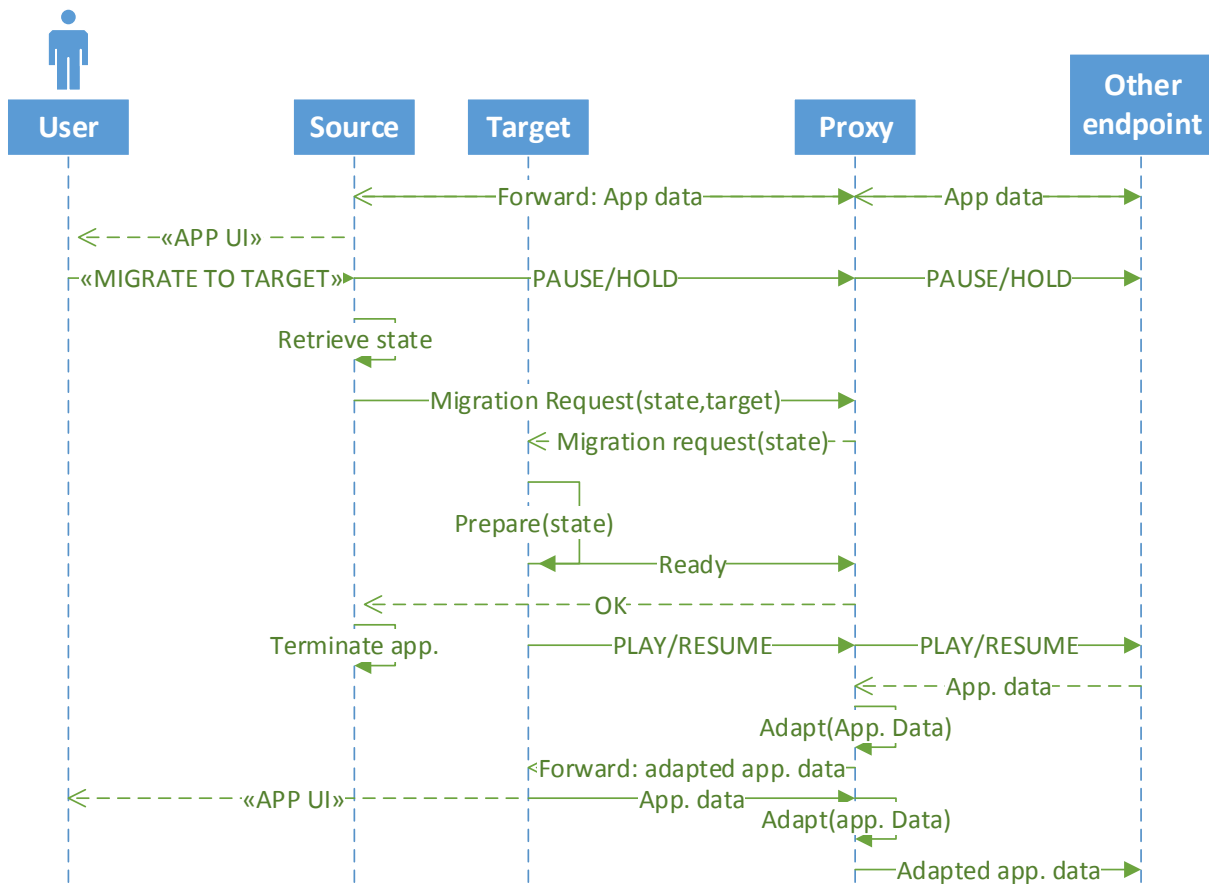 Other
endpoint
User
Source
Target
Proxy
Forward: App data
App data
«APP UI»
«MIGRATE TO TARGET»
PAUSE/HOLD
PAUSE/HOLD
Retrieve state
Migration Request(state,target)
Migration request(state)
Prepare(state)
Ready
OK
Terminate app.
PLAY/RESUME
PLAY/RESUME
App. data
Adapt(App. Data)
Forward: adapted app. data
«APP UI»
App. data
Adapt(app. Data)
Adapted app. data